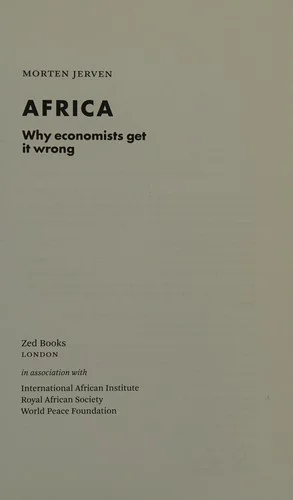 MORTEN JERVEN
AFRICA
Why economists get
it wrong
Zed Books
LONDON
in association with
International African Institute
Royal African Society
World Peace Foundation